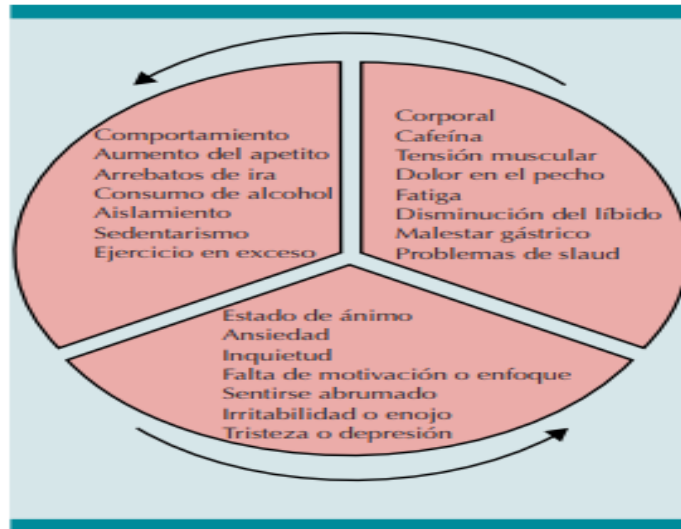 Comportamiento
Aumento del apetito
Arrebatos de ira
Consumo de alcohol
Aislamiento
Sedentarismo
Ejercicio en exceso
Corporal
Cafeína
Tensión muscular
Dolor en el pecho
Fatiga
Disminución del líbido
Malestar gástrico
Problemas de slaud
Estado de ánimo
Ansiedad
Inquietud
Falta de motivación o enfoque
Sentirse abrumado
Irritabilidad o enojo
Tristeza o depresión